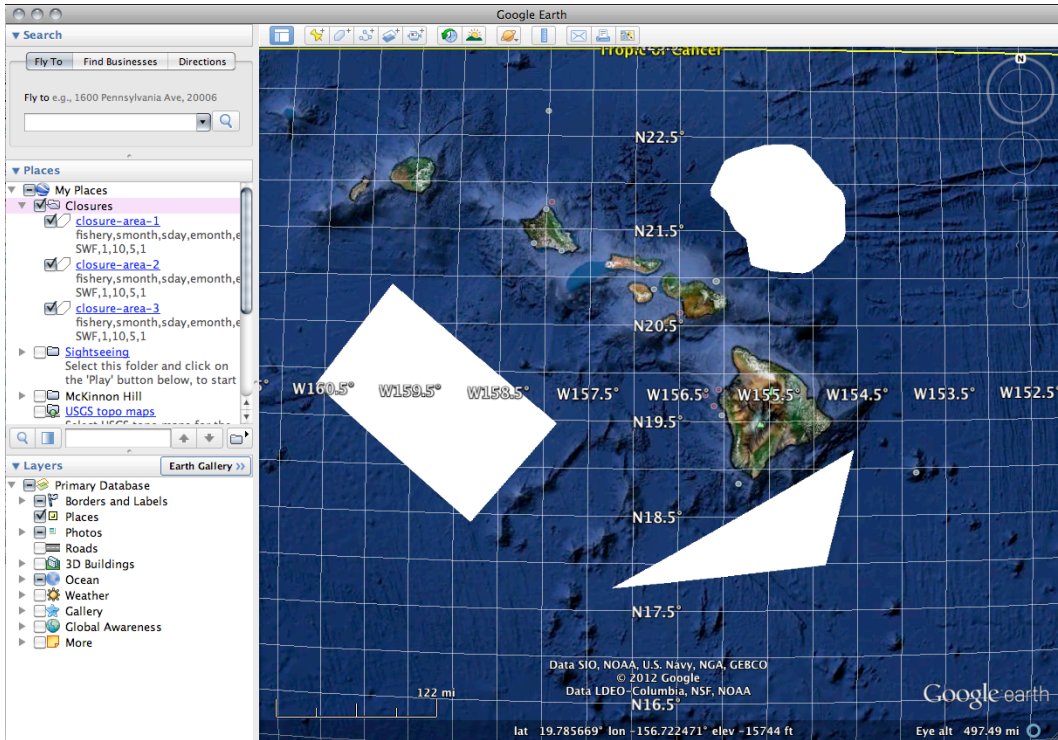 Google Earth
Search
Fly To Find Businesses Directions
Fly to e.g., 1600 Pennsylvania Ave, 20006
Places
My Places
Closures
closure-area-1
fishery,smonth,sday,emonth,e
SWF,1,10,5,1
closure-area-2
fishery,smonth,sday,emonth,e
SWF,1,10,5,1
closure-area-3
fishery,smonth,sday,emonth,e
SWF,1,10,5,1
Sightseeing
Select this folder and click on
the 'Play' button below, to start
McKinnon Hill
USGS topo maps
Layers
Earth Gallery >>
Primary Database
Borders and Labels
Places
Photos
Roads
3D Buildings
Ocean
Weather
Gallery
Global Awareness
More
Tropic of Cancer
N
N22.5°
N21.5°
N20.5°
W160.5° W159.5° W158.5° W157.5° W156.5° W155.5° W154.5° W153.5° W152.5°
N19.5°
N18.5°
N17.5°
Data SIO, NOAA, U.S. Navy, NGA, GEBCO
© 2012 Google
Data LDEO-Columbia, NSF, NOAA
N16.5°
122 mi
Google earth
lat 19.785669° lon -156.722471° elev -15744 ft
Eye alt 497.49 mi